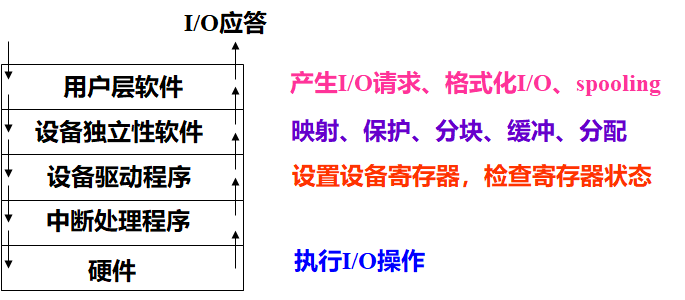 I/O应答
用户层软件 产生I/O请求、格式化I/O、spooling
设备独立性软件 映射、保护、分块、缓冲、分配
设备驱动程序 设置设备寄存器，检查寄存器状态
中断处理程序
硬件 执行I/O操作